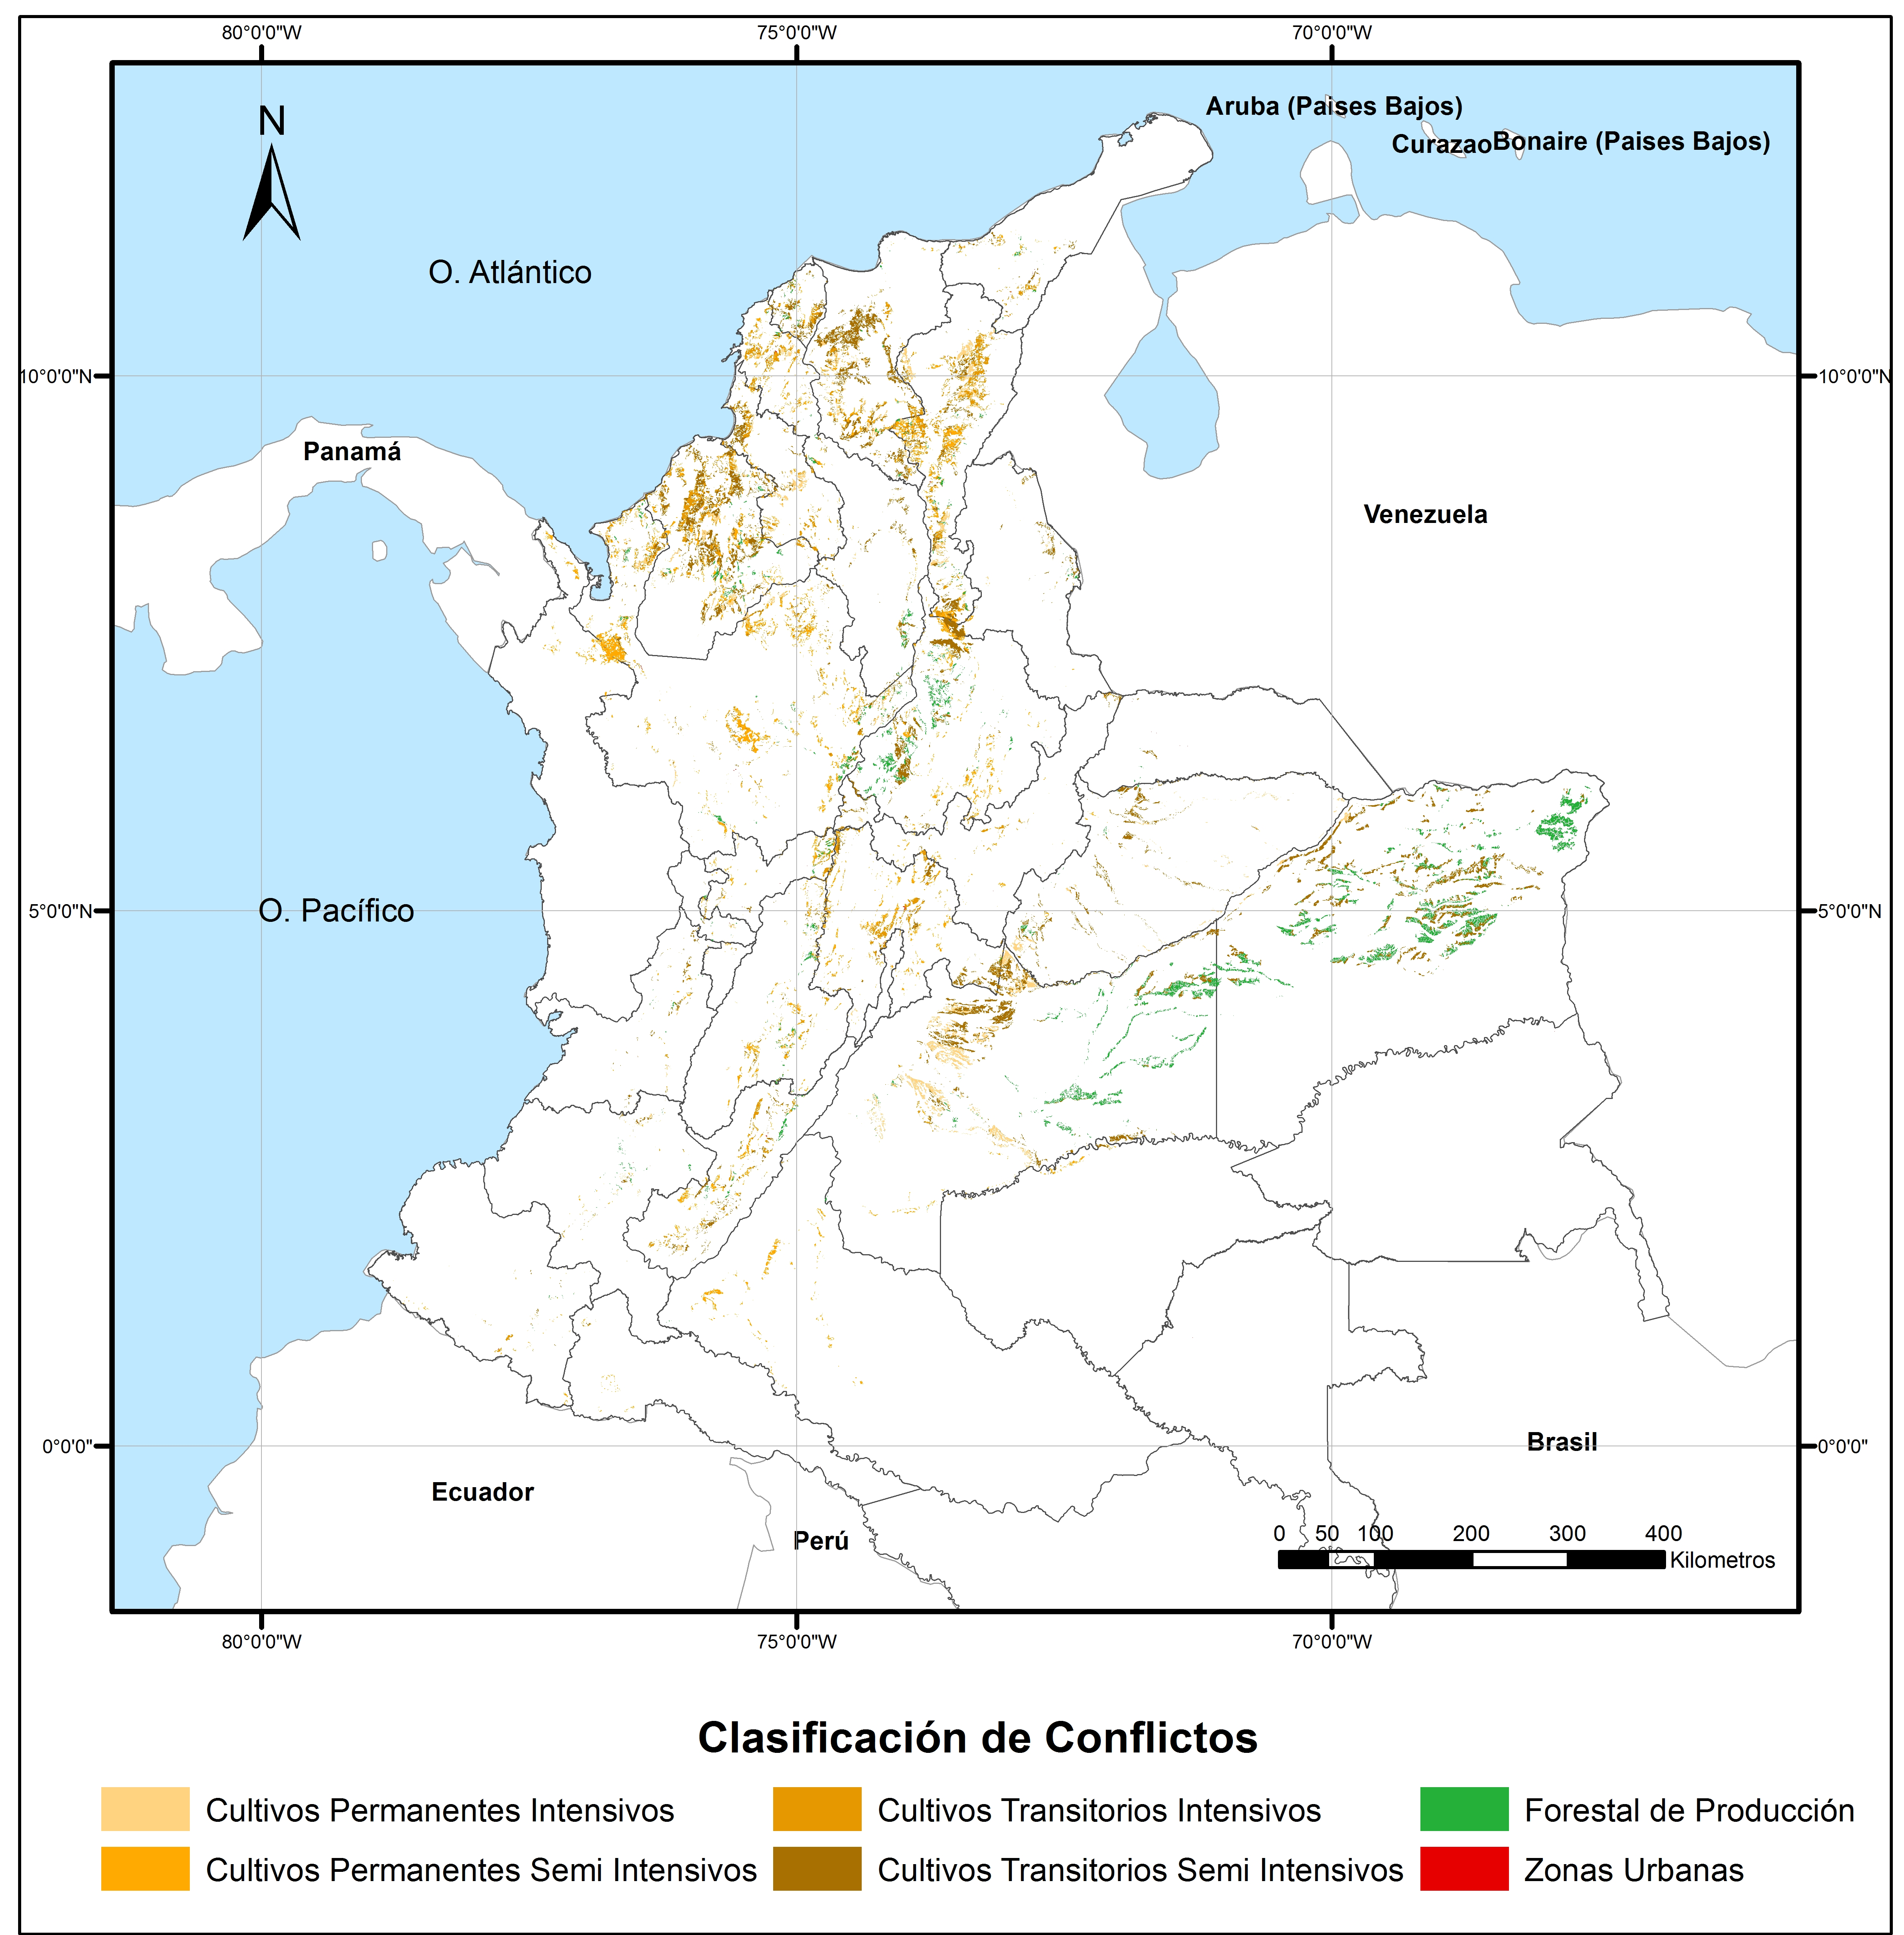 80°0'0"W 75°0'0"W 70°0'0"W
Aruba (Paises Bajos)
N
Curazao Bonaire (Paises Bajos)
O. Atlántico
10°0'0"N 10°0'0"N
Panamá
Venezuela
5°0'0"N O. Pacífico 5°0'0"N
0°0'0" Brasil 0°0'0"
Ecuador
Perú
0 50 100 200 300 400
Kilometros
80°0'0"W 75°0'0"W 70°0'0"W
Clasificación de Conflictos
Cultivos Permanentes Intensivos Cultivos Transitorios Intensivos Forestal de Producción
Cultivos Permanentes Semi Intensivos Cultivos Transitorios Semi Intensivos Zonas Urbanas